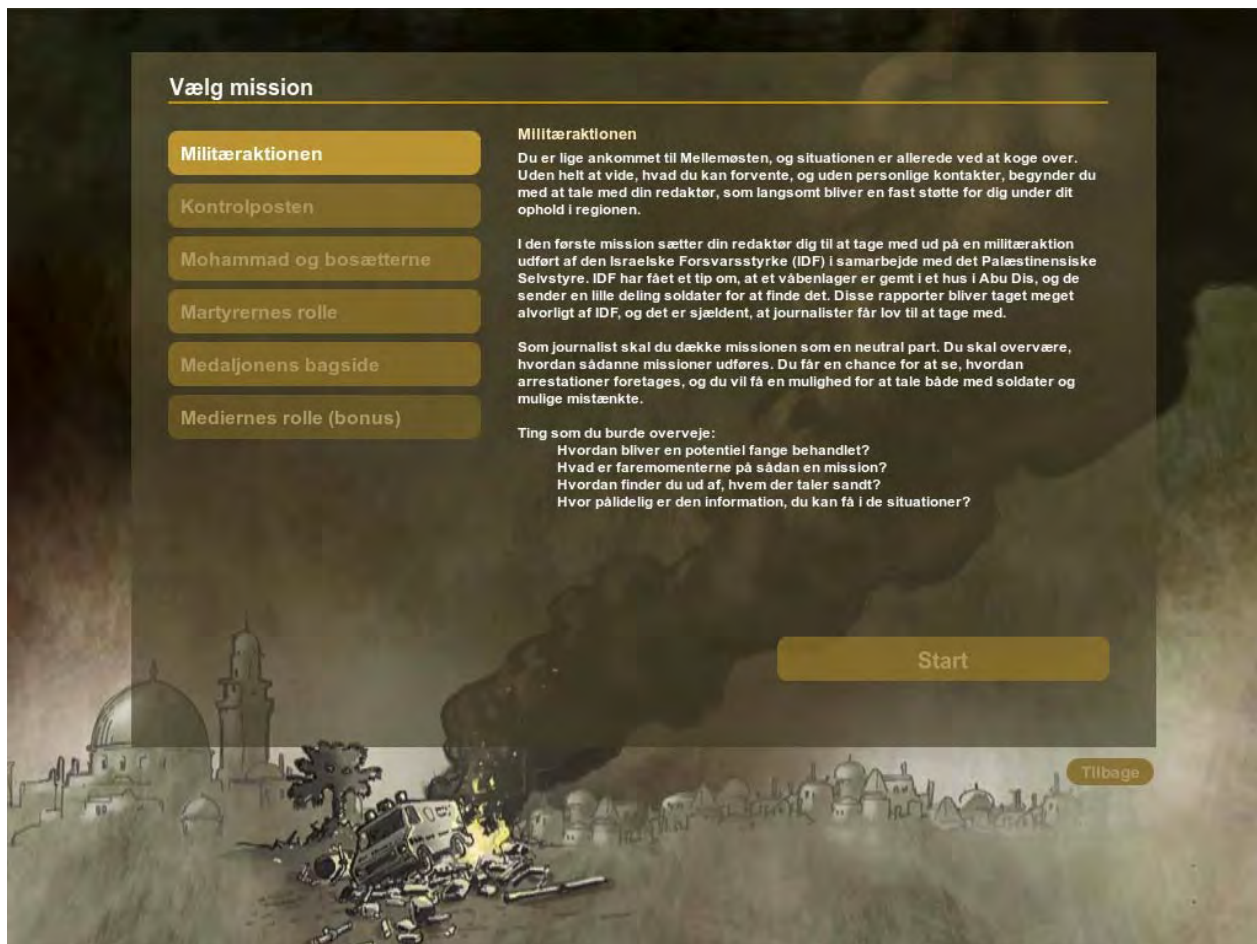 Vælg mission
Militæraktionen
Kontrolposten
Mohammad og bosætterne
Martyrernes rolle
Medaljonens bagside
Mediernes rolle (bonus)
Militæraktionen
Du er lige ankommet til Mellemøsten, og situationen er allerede ved at koge over.
Uden helt at vide, hvad du kan forvente, og uden personlige kontakter, begynder du
med at tale med din redaktør, som langsomt bliver en fast støtte for dig under dit
ophold i regionen.
I den første mission sætter din redaktør dig til at tage med ud på en militæraktion
udført af den Israelske Forsvarsstyrke (IDF) i samarbejde med det Palæstinensiske
Selvstyre. IDF har fået et tip om, at et våbenlager er gemt i et hus i Abu Dis, og de
sender en lille deling soldater for at finde det. Disse rapporter bliver taget meget
alvorligt af IDF, og det er sjældent, at journalister får lov til at tage med.
Som journalist skal du dække missionen som en neutral part. Du skal overvære,
hvordan sådanne missioner udføres. Du får en chance for at se, hvordan
arrestationer foretages, og du vil få en mulighed for at tale både med soldater og
mulige mistænkte.
Ting som du burde overveje:
Hvordan bliver en potentiel fange behandlet?
Hvad er faremomenterne på sådan en mission?
Hvordan finder du ud af, hvem der taler sandt?
Hvor pålidelig er den information, du kan få i de situationer?
Start
Tilbage